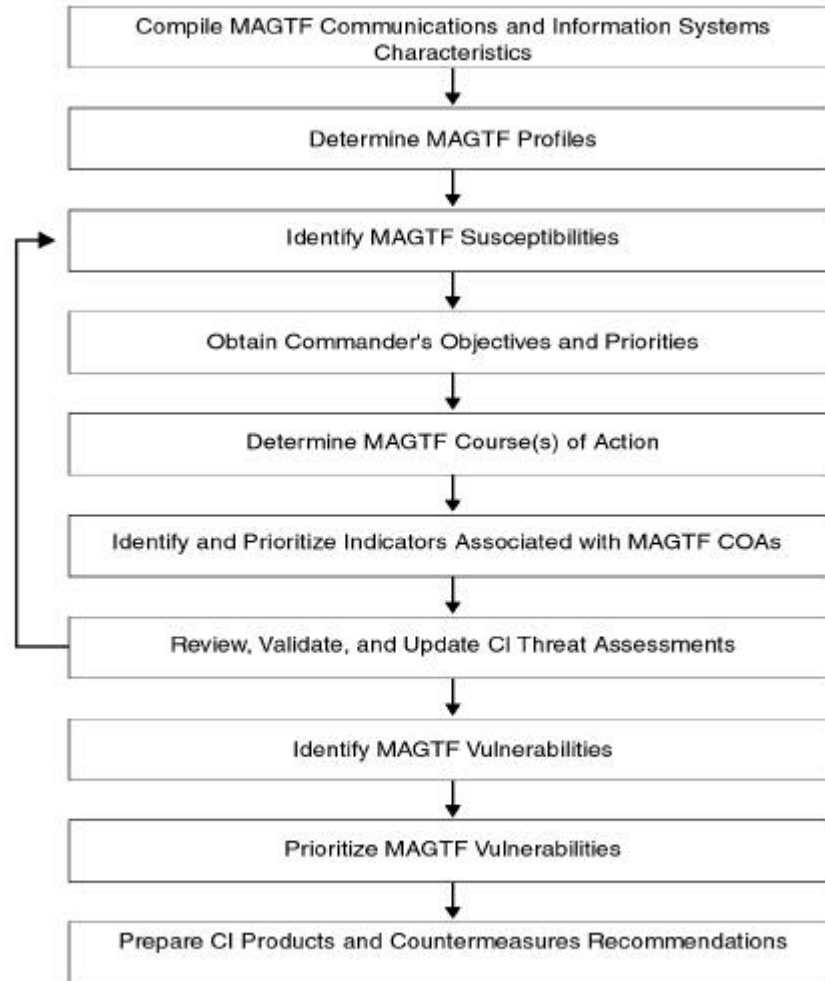 Compile MAGTF Communications and Information Systems
Characteristics
Determine MAGTF Profiles
Identify MAGTF Susceptibilities
Obtain Commander's Objectives and Priorities
Determine MAGTF Course(s) of Action
Identify and Prioritize Indicators Associated with MAGTF COAs
Review, Validate, and Update CI Threat Assessments
Identify MAGTF Vulnerabilities
Prioritize MAGTF Vulnerabilities
Prepare CI Products and Countermeasures Recommendations